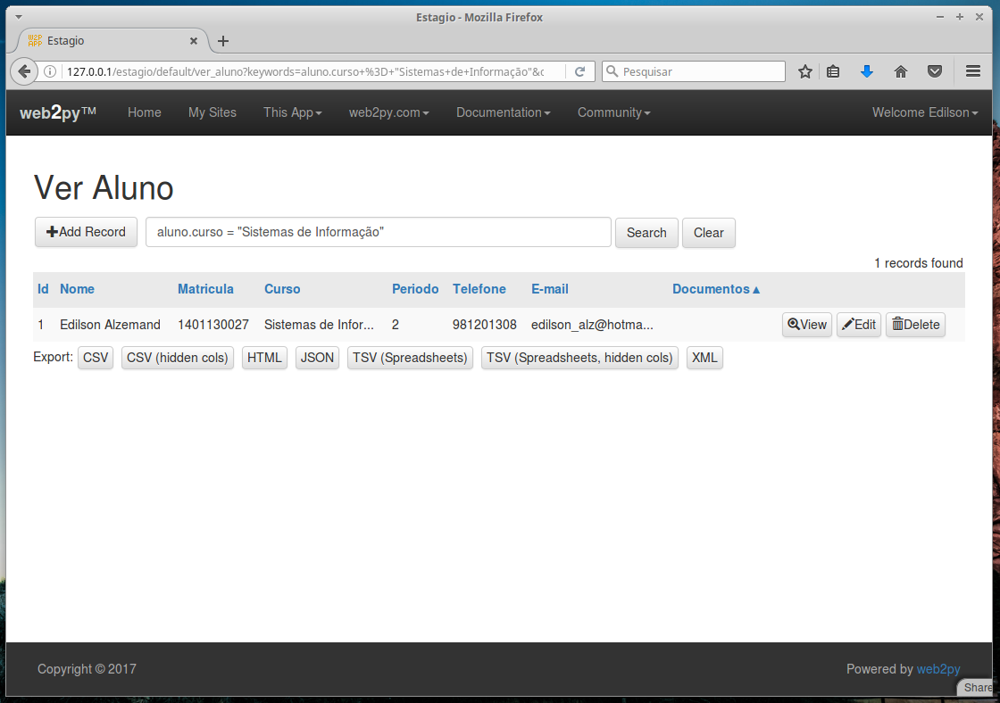 Estagio - Mozilla Firefox
Estagio
127.0.0.1/estagio/default/ver_aluno?keywords=aluno.curso+%3D+"Sistemas+de+Informação"&c
Pesquisar
web2py™ Home My Sites This App web2py.com Documentation Community Welcome Edilson
Ver Aluno
Add Record aluno.curso = "Sistemas de Informação" Search Clear
1 records found
Id Nome Matricula Curso Periodo Telefone E-mail Documentos▲
1 Edilson Alzemand 1401130027 Sistemas de Infor... 2 981201308 edilson_alz@hotma... View Edit Delete
Export: CSV CSV (hidden cols) HTML JSON TSV (Spreadsheets) TSV (Spreadsheets, hidden cols) XML
Copyright © 2017 Powered by web2py
Share